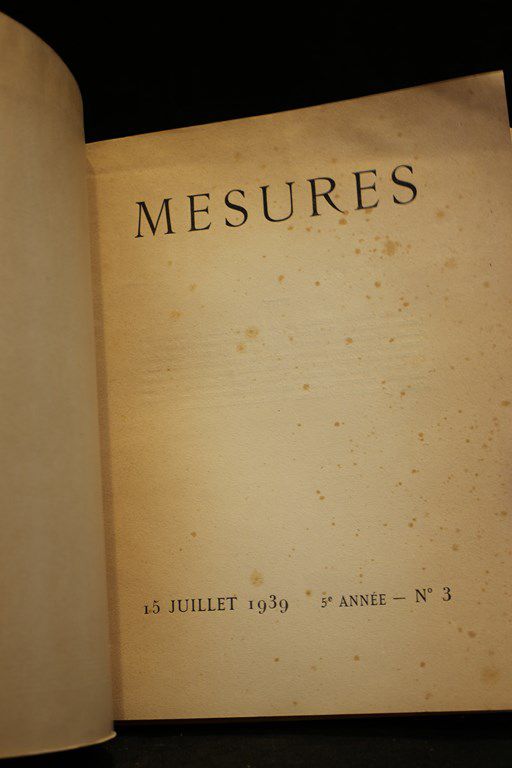 MESURES
15 JUILLET 1939 5e ANNÉE — N° 3